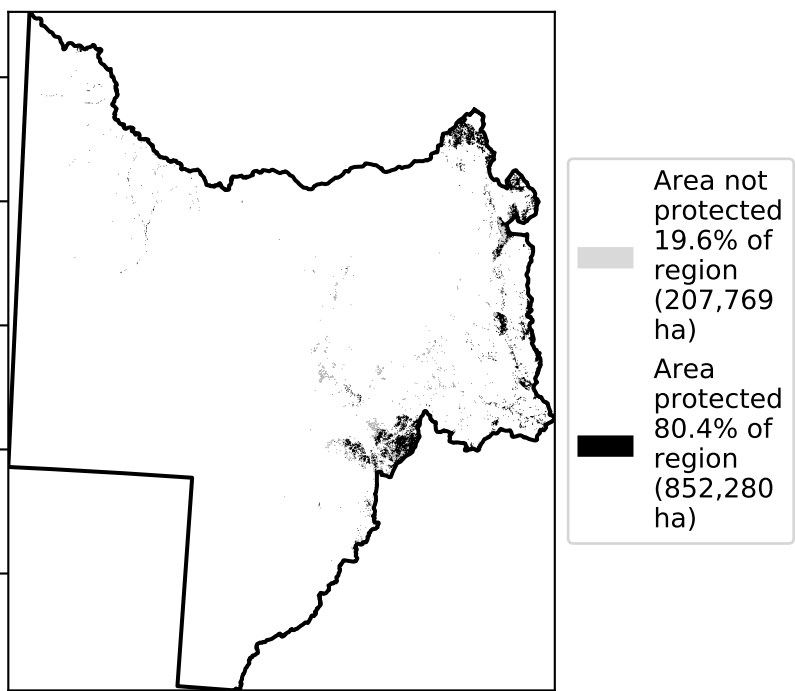 Area not
protected
19.6% of
region
(207,769
ha)
Area
protected
80.4% of
region
(852,280
ha)